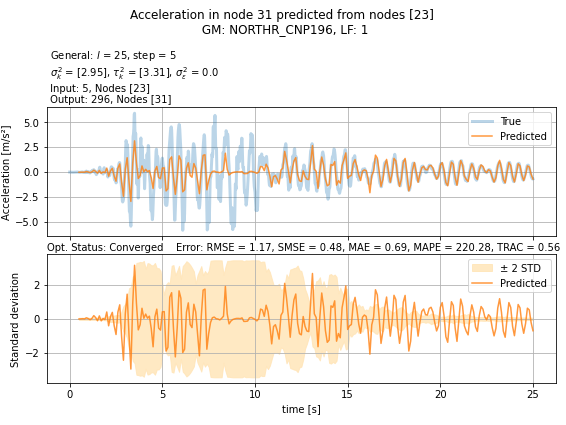 Acceleration in node 31 predicted from nodes [23]
GM: NORTHR_CNP196, LF: 1
General: l = 25, step = 5
σ²ₖ = [2.95], τ²ₖ = [3.31], σ²ε = 0.0
Input: 5, Nodes [23]
Output: 296, Nodes [31]
Acceleration [m/s²]
5.0
2.5
0.0
−2.5
−5.0
True
Predicted
Opt. Status: Converged Error: RMSE = 1.17, SMSE = 0.48, MAE = 0.69, MAPE = 220.28, TRAC = 0.56
Standard deviation
2
0
−2
± 2 STD
Predicted
0 5 10 15 20 25
time [s]